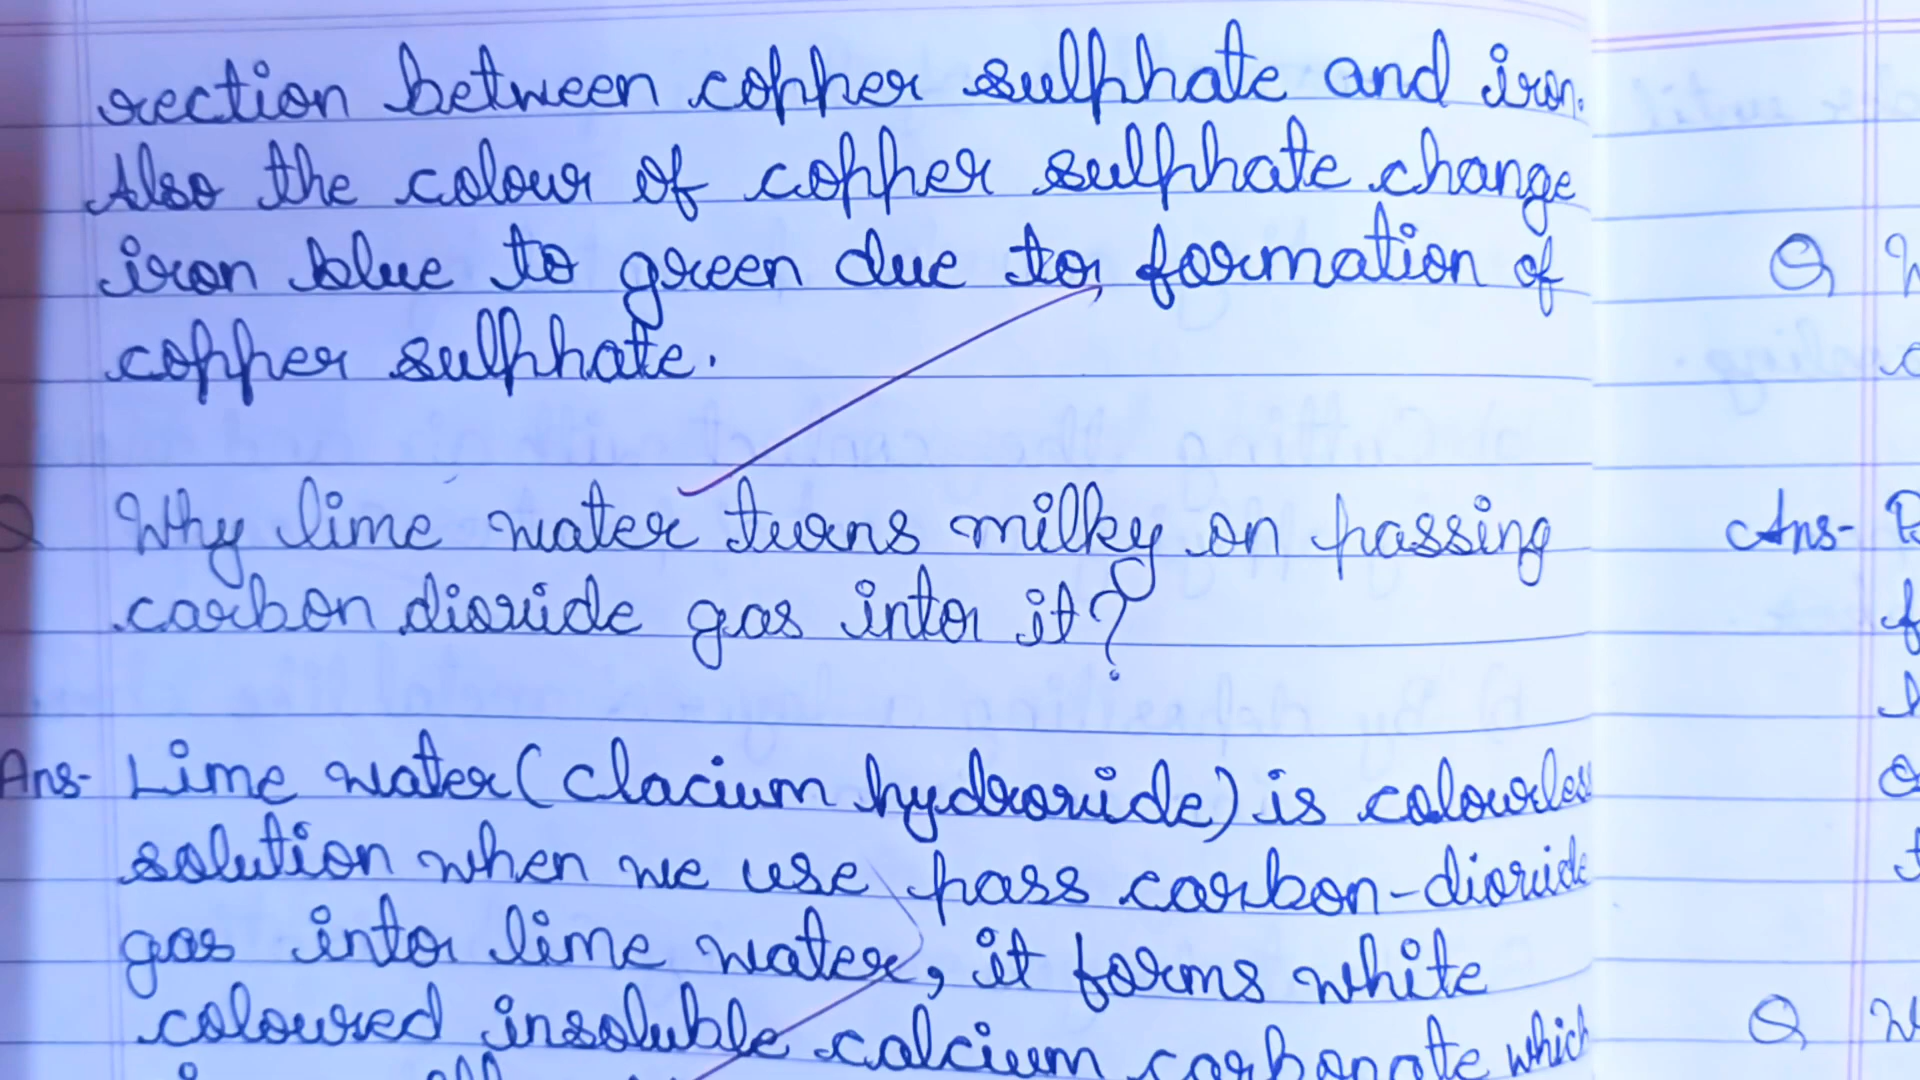 rection between copper sulphate and iron.
Also the colour of copper sulphate change
iron blue to green due to formation of
copper sulphate.
Q Why lime water turns milky on passing
carbon dioxide gas into it?
Ans- Lime water (clacium hydroxide) is colourless
solution when we use pass carbon-dioxide
gas into lime water, it forms white
coloured insoluble calcium carbonate which
Q
Ans-
Q